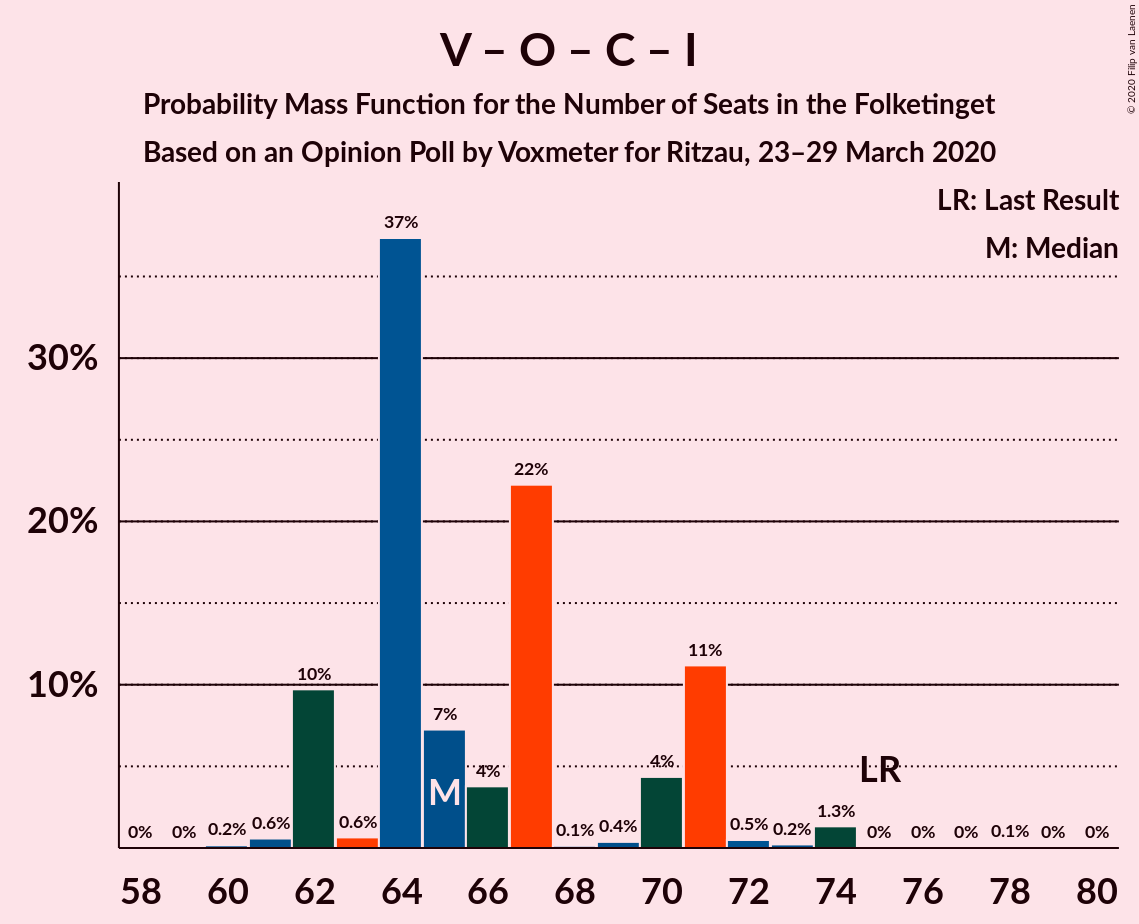 V – O – C – I
Probability Mass Function for the Number of Seats in the Folketinget
Based on an Opinion Poll by Voxmeter for Ritzau, 23–29 March 2020
© 2020 Filip van Laenen
LR: Last Result
M: Median
37%
30%
22%
20%
11%
10%
10%
7%
4%
4%
LR
M
0%
0%
0.2%
0.6%
0.6%
0.1%
0.4%
0.5%
0.2%
1.3%
0%
0%
0%
0.1%
0%
0%
58 60 62 64 66 68 70 72 74 76 78 80